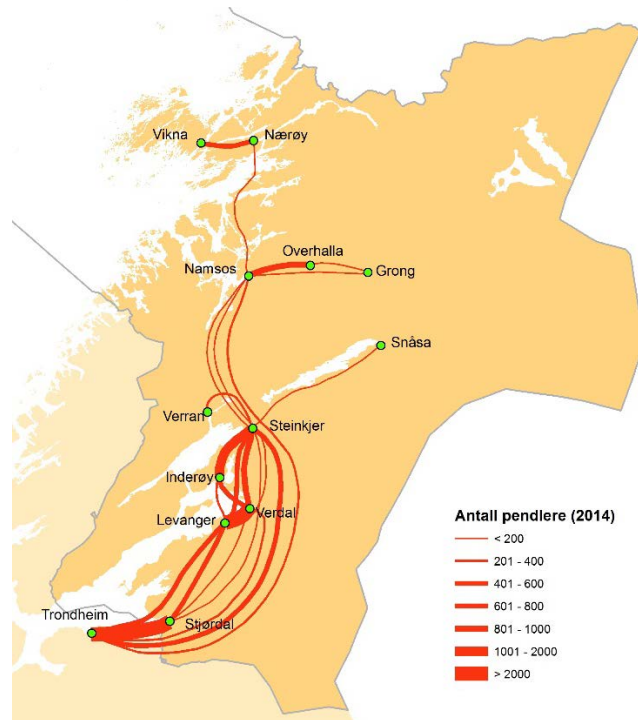 Vikna
Nærøy
Overhalla
Namsos
Grong
Snåsa
Verran
Steinkjer
Inderøy
Levanger
Verdal
Trondheim
Stjørdal
Antall pendlere (2014)
< 200
201 - 400
401 - 600
601 - 800
801 - 1000
1001 - 2000
> 2000